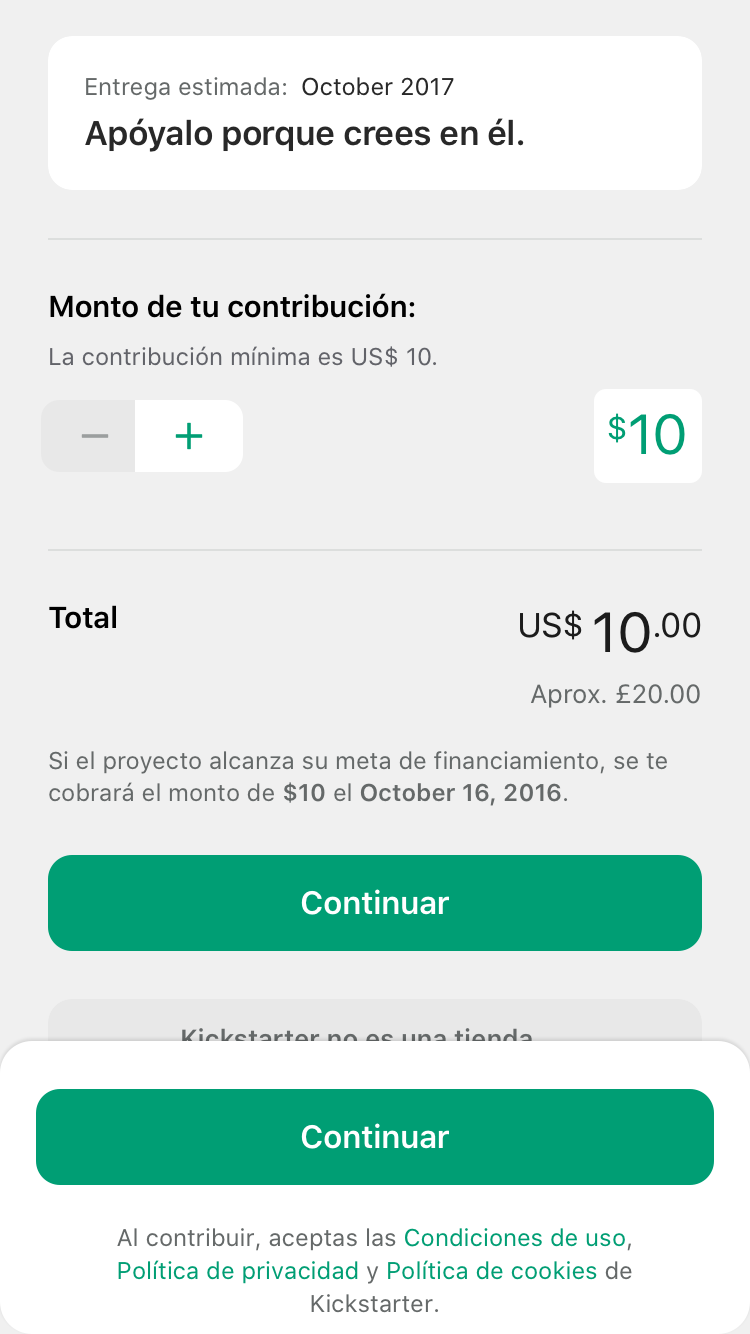 Entrega estimada: October 2017
Apóyalo porque crees en él.
Monto de tu contribución:
La contribución mínima es US$ 10.
$10
Total
US$ 10.00
Aprox. £20.00
Si el proyecto alcanza su meta de financiamiento, se te
cobrará el monto de $10 el October 16, 2016.
Continuar
Kickstarter no es una tienda.
Continuar
Al contribuir, aceptas las Condiciones de uso,
Política de privacidad y Política de cookies de
Kickstarter.